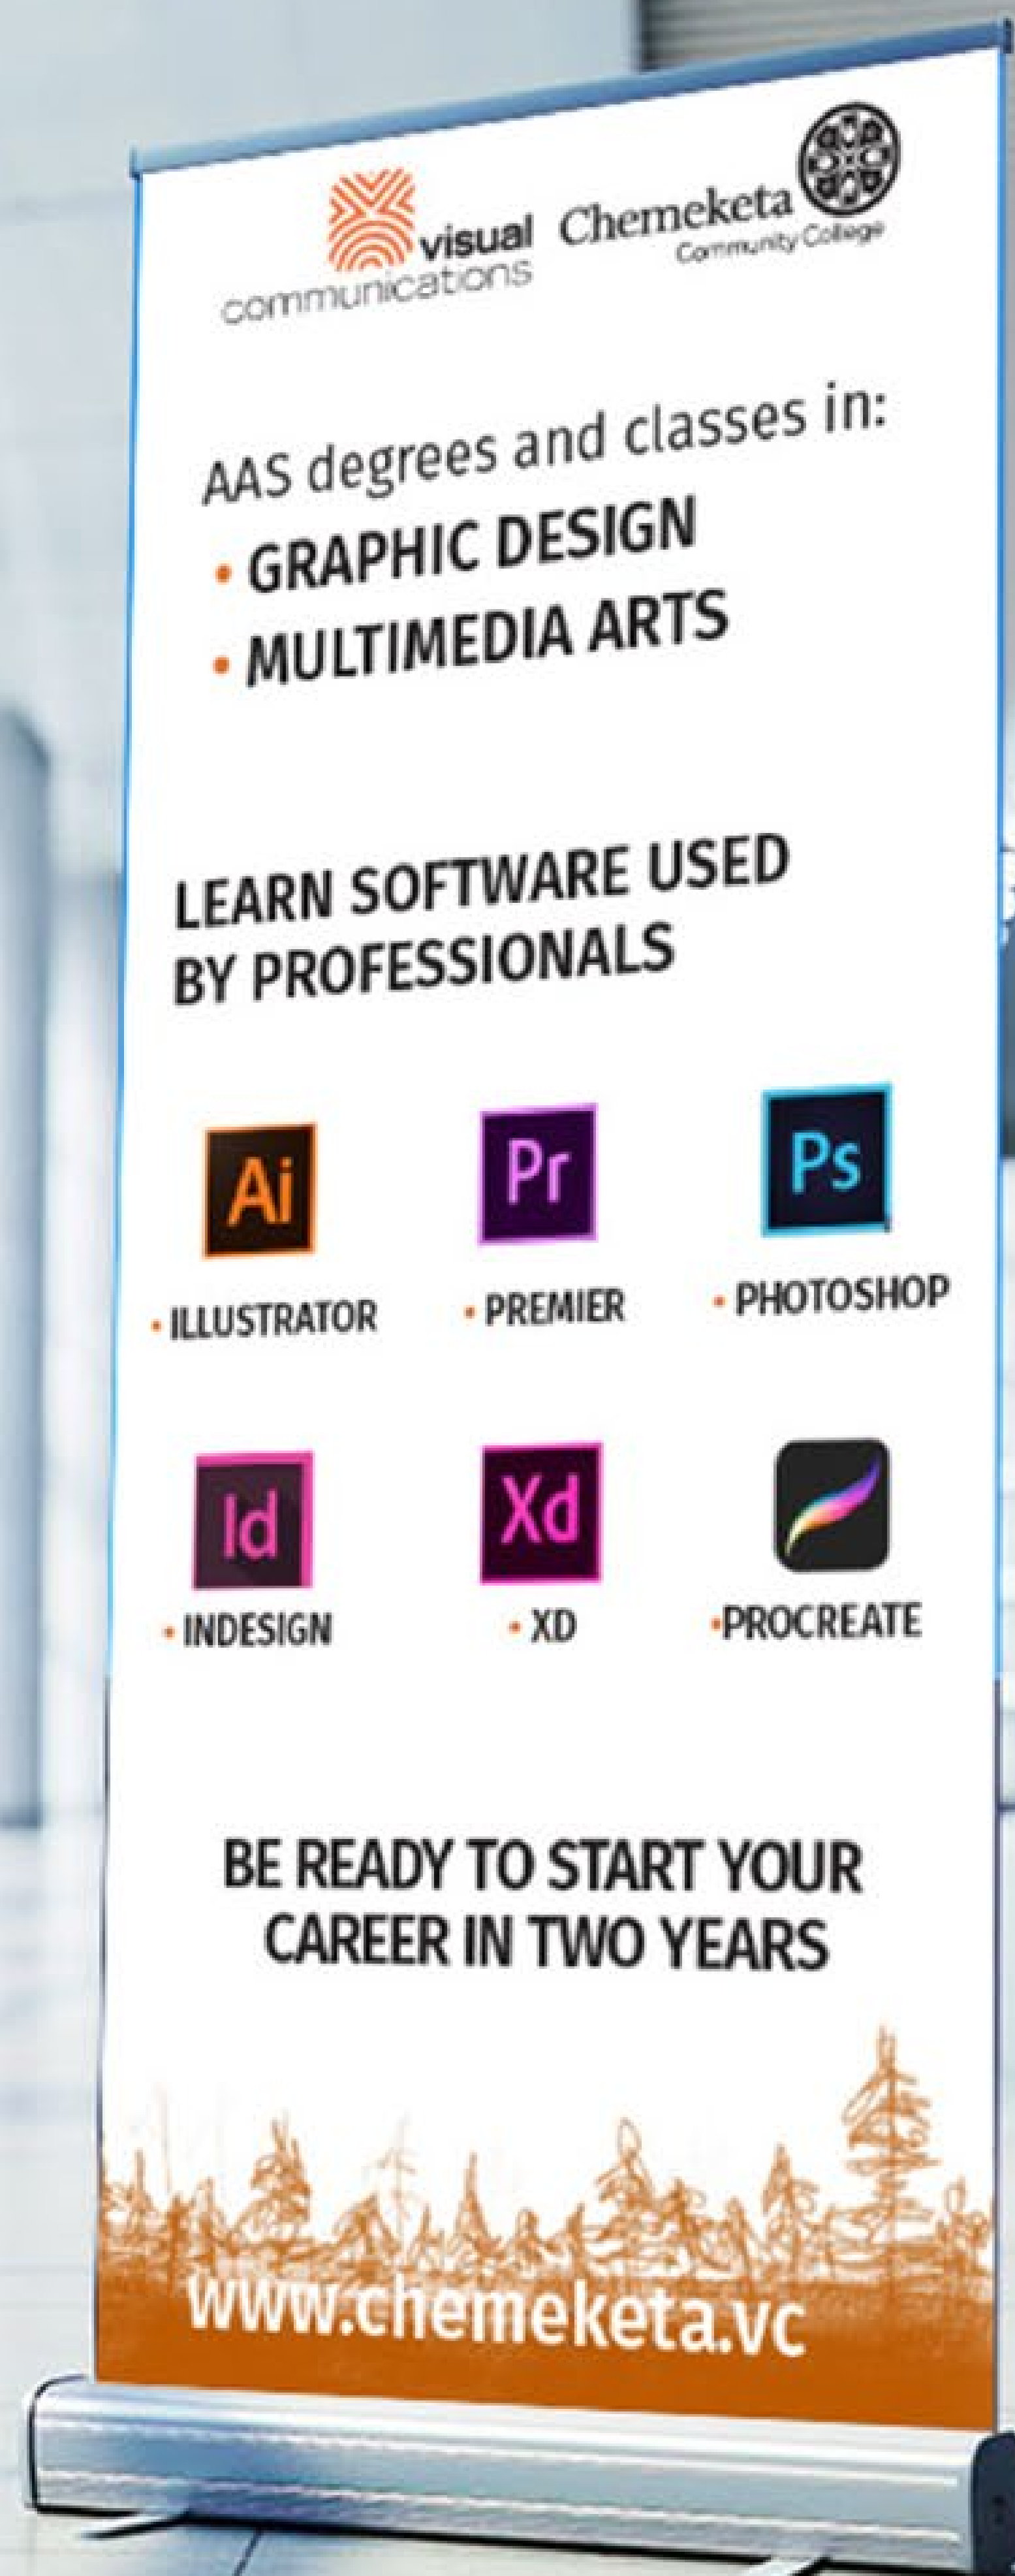 visual
communications
Chemeketa
Community College
AAS degrees and classes in:
• GRAPHIC DESIGN
• MULTIMEDIA ARTS
LEARN SOFTWARE USED
BY PROFESSIONALS
Ai
Pr
Ps
• ILLUSTRATOR
• PREMIER
• PHOTOSHOP
Id
Xd
• INDESIGN
• XD
•PROCREATE
BE READY TO START YOUR
CAREER IN TWO YEARS
www.chemeketa.vc